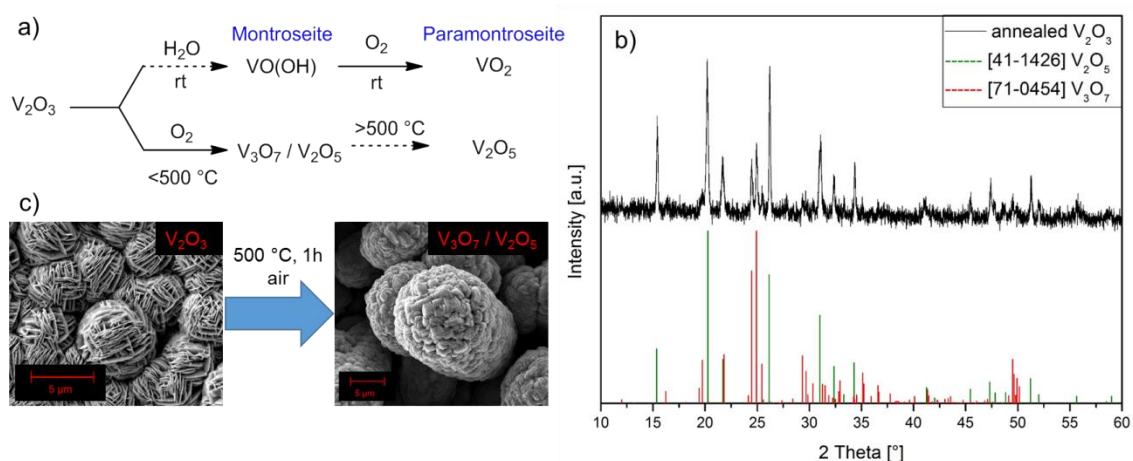 a)
Montroseite
Paramontroseite
H₂O
rt
VO(OH)
O₂
rt
VO₂
V₂O₃
O₂
<500 °C
V₃O₇ / V₂O₅
>500 °C
V₂O₅
b)
annealed V₂O₃
[41-1426] V₂O₅
[71-0454] V₃O₇
Intensity [a.u.]
10 15 20 25 30 35 40 45 50 55 60
2 Theta [°]
c)
V₂O₃
5 µm
500 °C, 1h
air
V₃O₇ / V₂O₅
5 µm